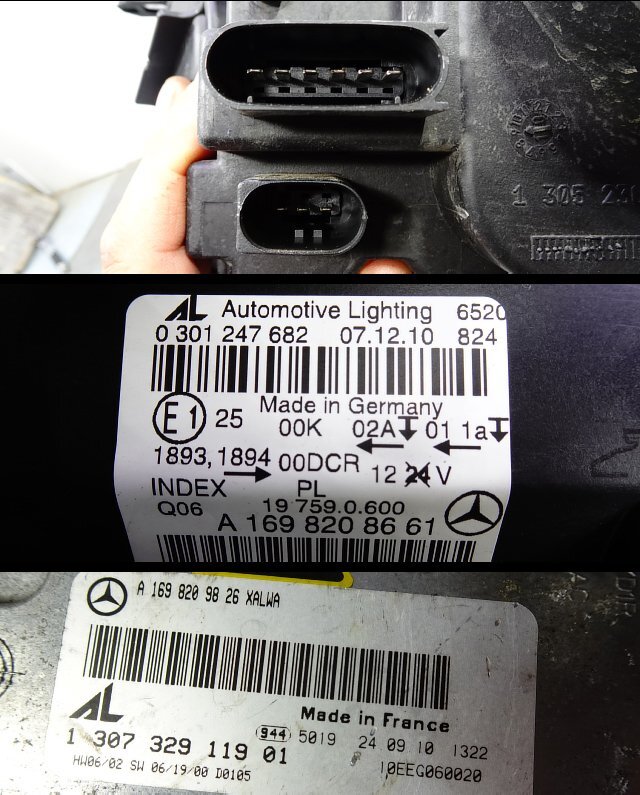 1 305 23
AL Automotive Lighting 6520
0 301 247 682 07.12.10 824
E1 25 Made in Germany
00K 02A 01 1a
1893, 1894 00DCR 12 24 V
INDEX PL
Q06 19 759.0.600
A 169 820 86 61
A 169 820 98 26 XALWA
AL Made in France
1 307 329 119 01 944 5019 24 09 10 1322
HW06/02 SW 06/19/00 D0105 10EEG060020